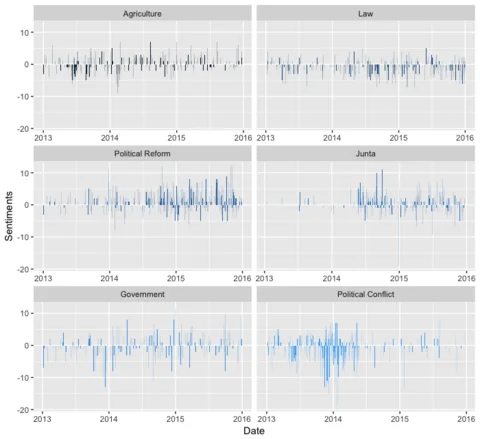 Agriculture Law
10 0 -10 -20
2013 2014 2015 2016 2013 2014 2015 2016
Political Reform Junta
10 0 -10 -20
2013 2014 2015 2016 2013 2014 2015 2016
Sentiments
Government Political Conflict
10 0 -10 -20
2013 2014 2015 2016 2013 2014 2015 2016
Date